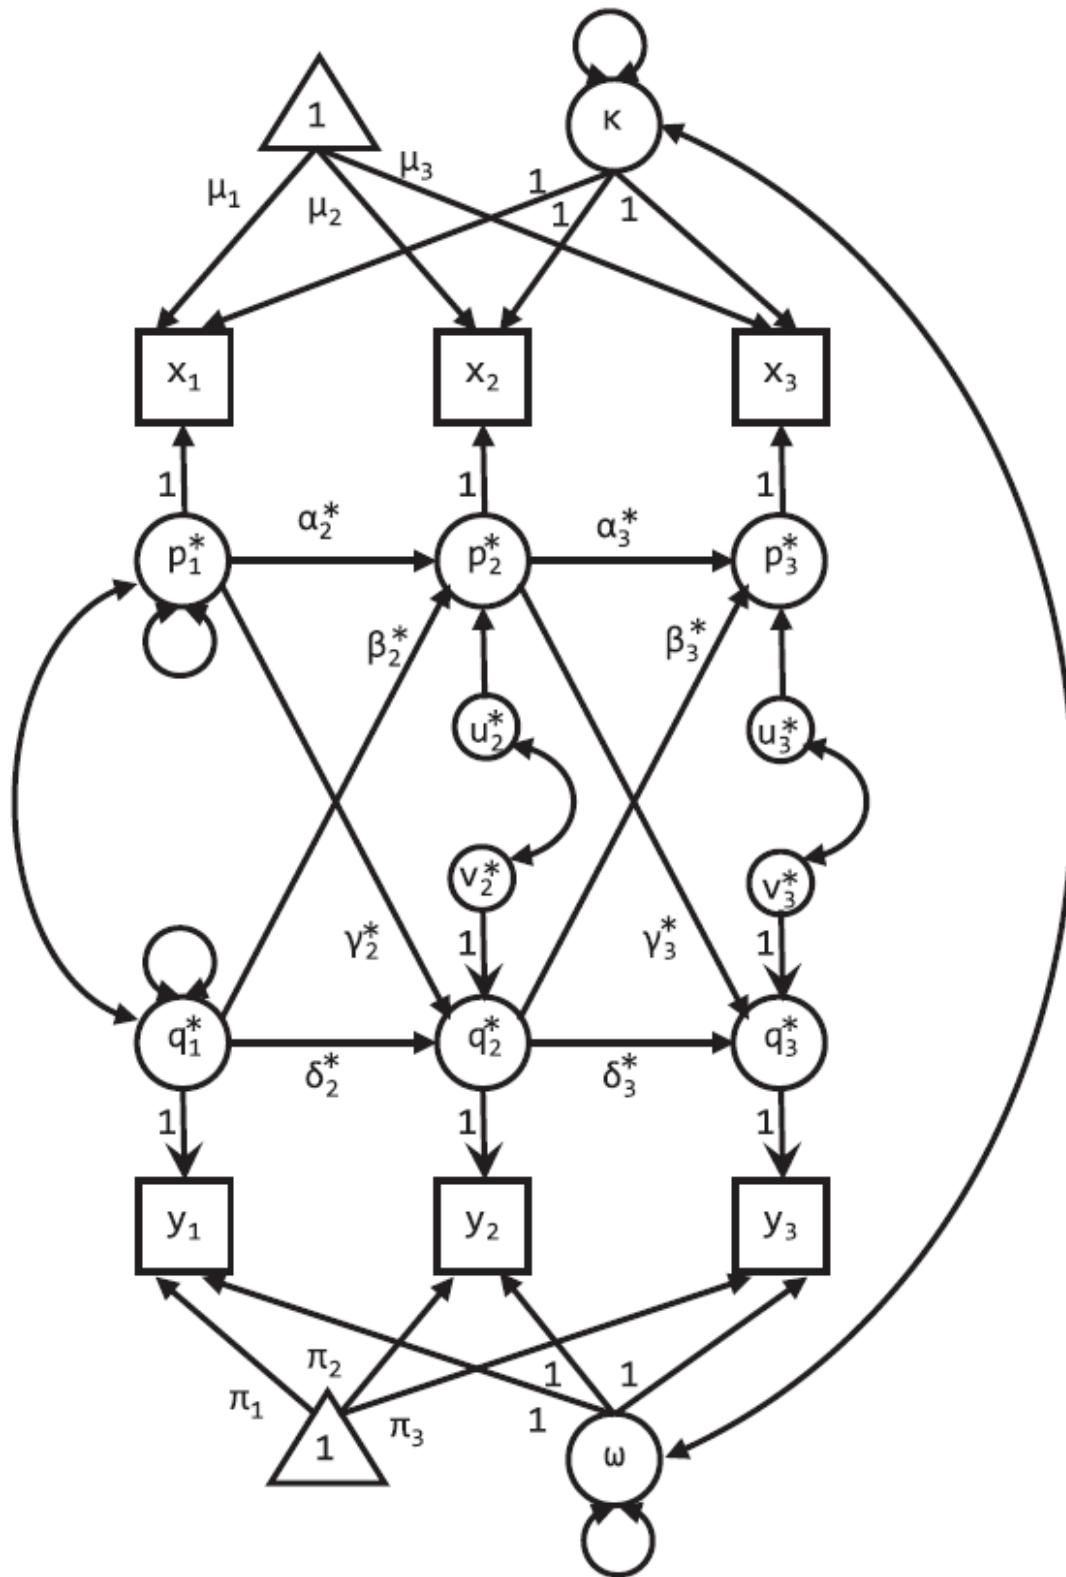 κ
1
μ₃
μ₁
μ₂
1
1
1
x₁
x₂
x₃
1
1
1
α₂*
α₃*
p₁*
p₂*
p₃*
β₂*
β₃*
u₂*
u₃*
v₂*
v₃*
γ₂*
1
γ₃*
1
q₁*
q₂*
q₃*
δ₂*
δ₃*
1
1
1
y₁
y₂
y₃
π₂
1
1
π₁
π₃
1
1
ω